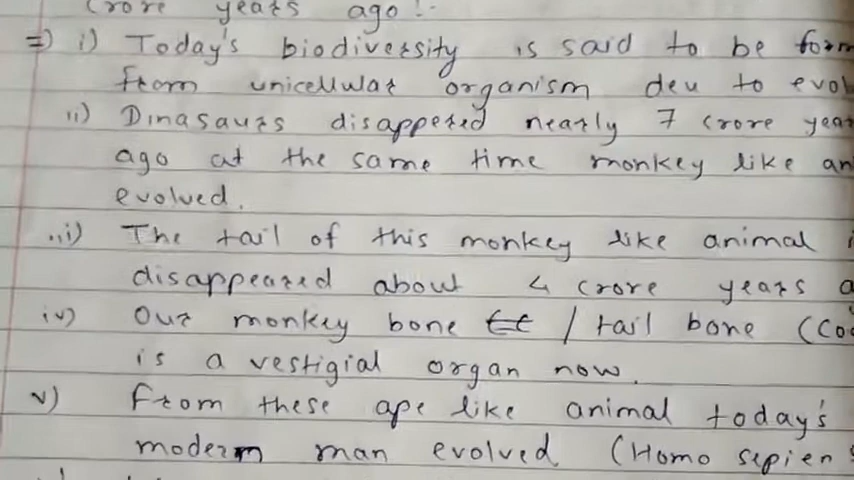 Crore years ago :-
=) i) Today's biodiversity is said to be form
from unicellular organism deu to evol
ii) Dinasaurs disappered nearly 7 crore year
ago at the same time monkey like an
evolved.
iii) The tail of this monkey like animal i
disappeared about 4 crore years a
iv) Our monkey bone / tail bone (Coc
is a vestigial organ now.
v) From these ape like animal today's
modern man evolved. (Homo sepien s